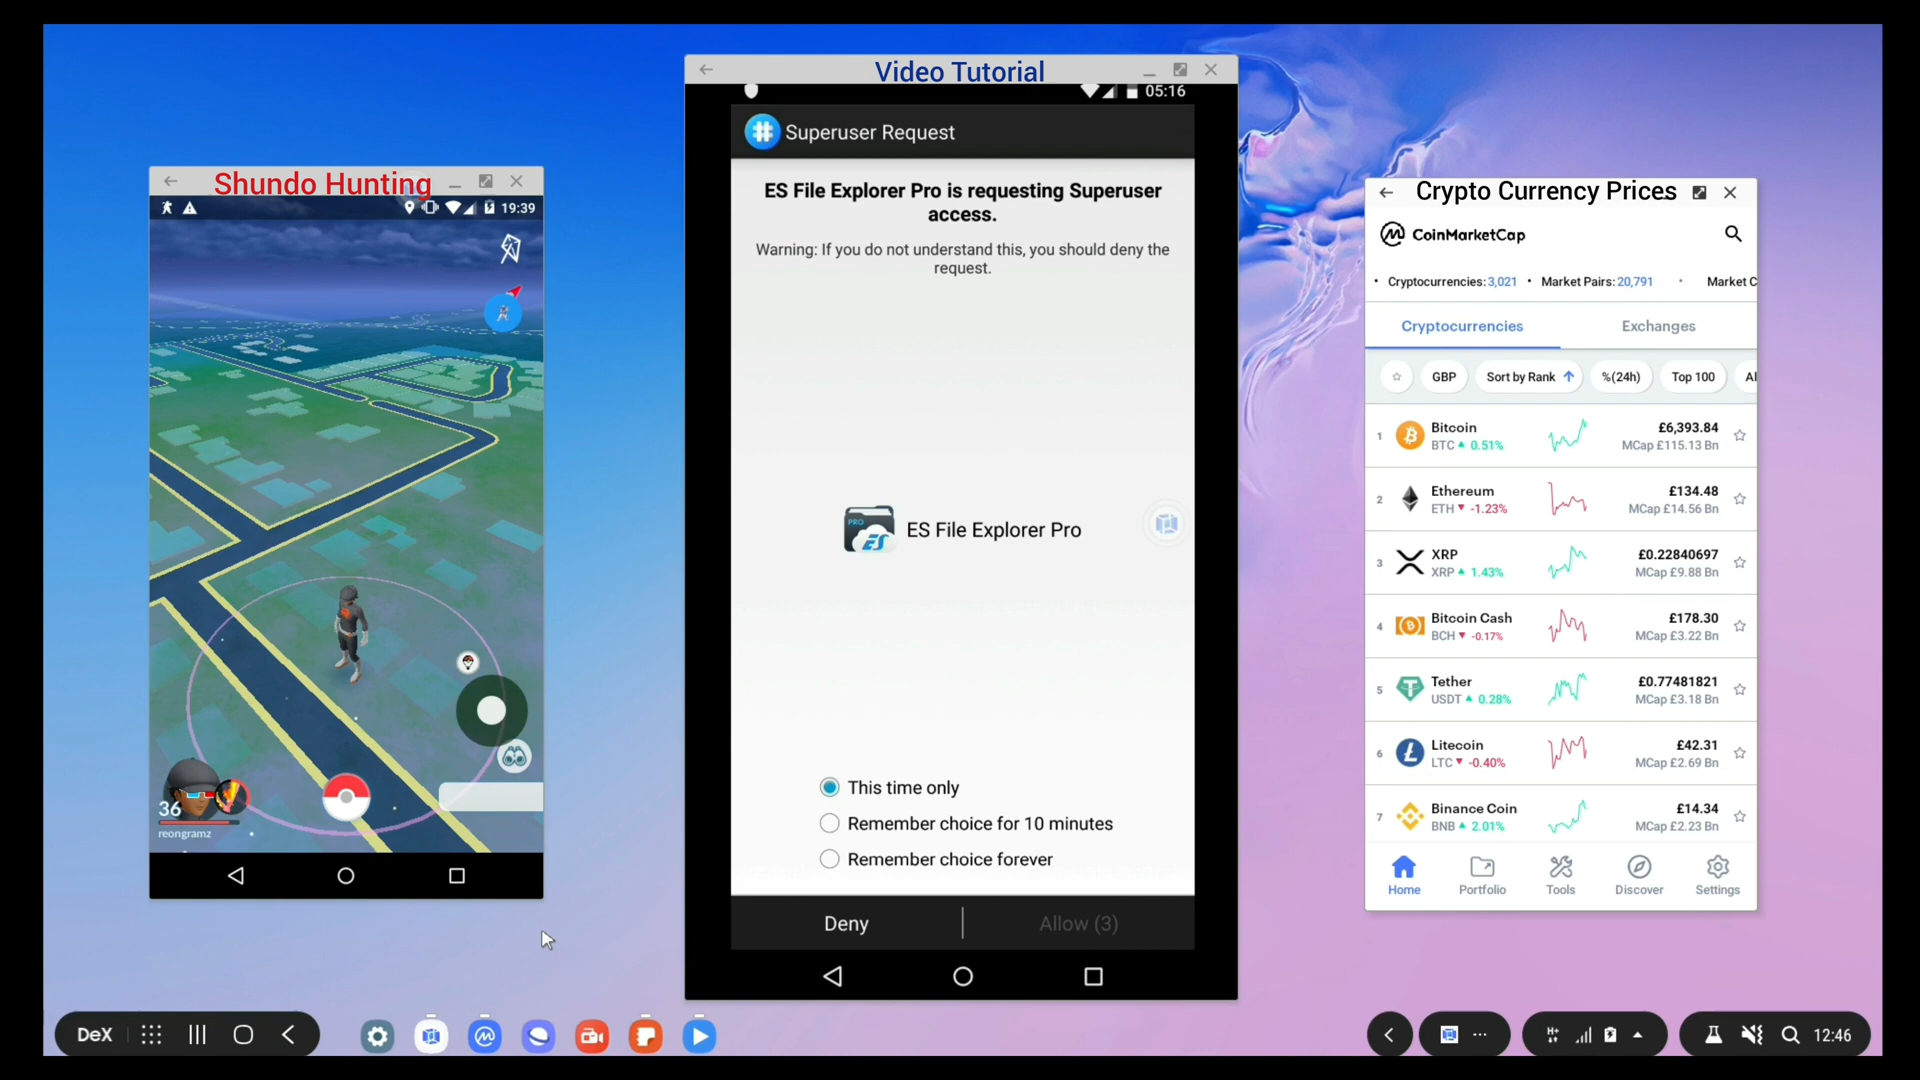 Shundo Hunting
19:39
36
reongramz
Video Tutorial
05:16
Superuser Request
ES File Explorer Pro is requesting Superuser
access.
Warning: If you do not understand this, you should deny the
request.
PRO
ES
ES File Explorer Pro
This time only
Remember choice for 10 minutes
Remember choice forever
Deny
Allow (3)
Crypto Currency Prices
CoinMarketCap
• Cryptocurrencies: 3,021 • Market Pairs: 20,791 • Market C
Cryptocurrencies
Exchanges
GBP
Sort by Rank
%(24h)
Top 100
Al
1 Bitcoin £6,393.84
BTC 0.51% MCap £115.13 Bn
2 Ethereum £134.48
ETH -1.23% MCap £14.56 Bn
3 XRP £0.22840697
XRP 1.43% MCap £9.88 Bn
4 Bitcoin Cash £178.30
BCH -0.17% MCap £3.22 Bn
5 Tether £0.77481821
USDT 0.28% MCap £3.18 Bn
6 Litecoin £42.31
LTC -0.40% MCap £2.69 Bn
7 Binance Coin £14.34
BNB 2.01% MCap £2.23 Bn
Home
Portfolio
Tools
Discover
Settings
DeX
H+
12:46